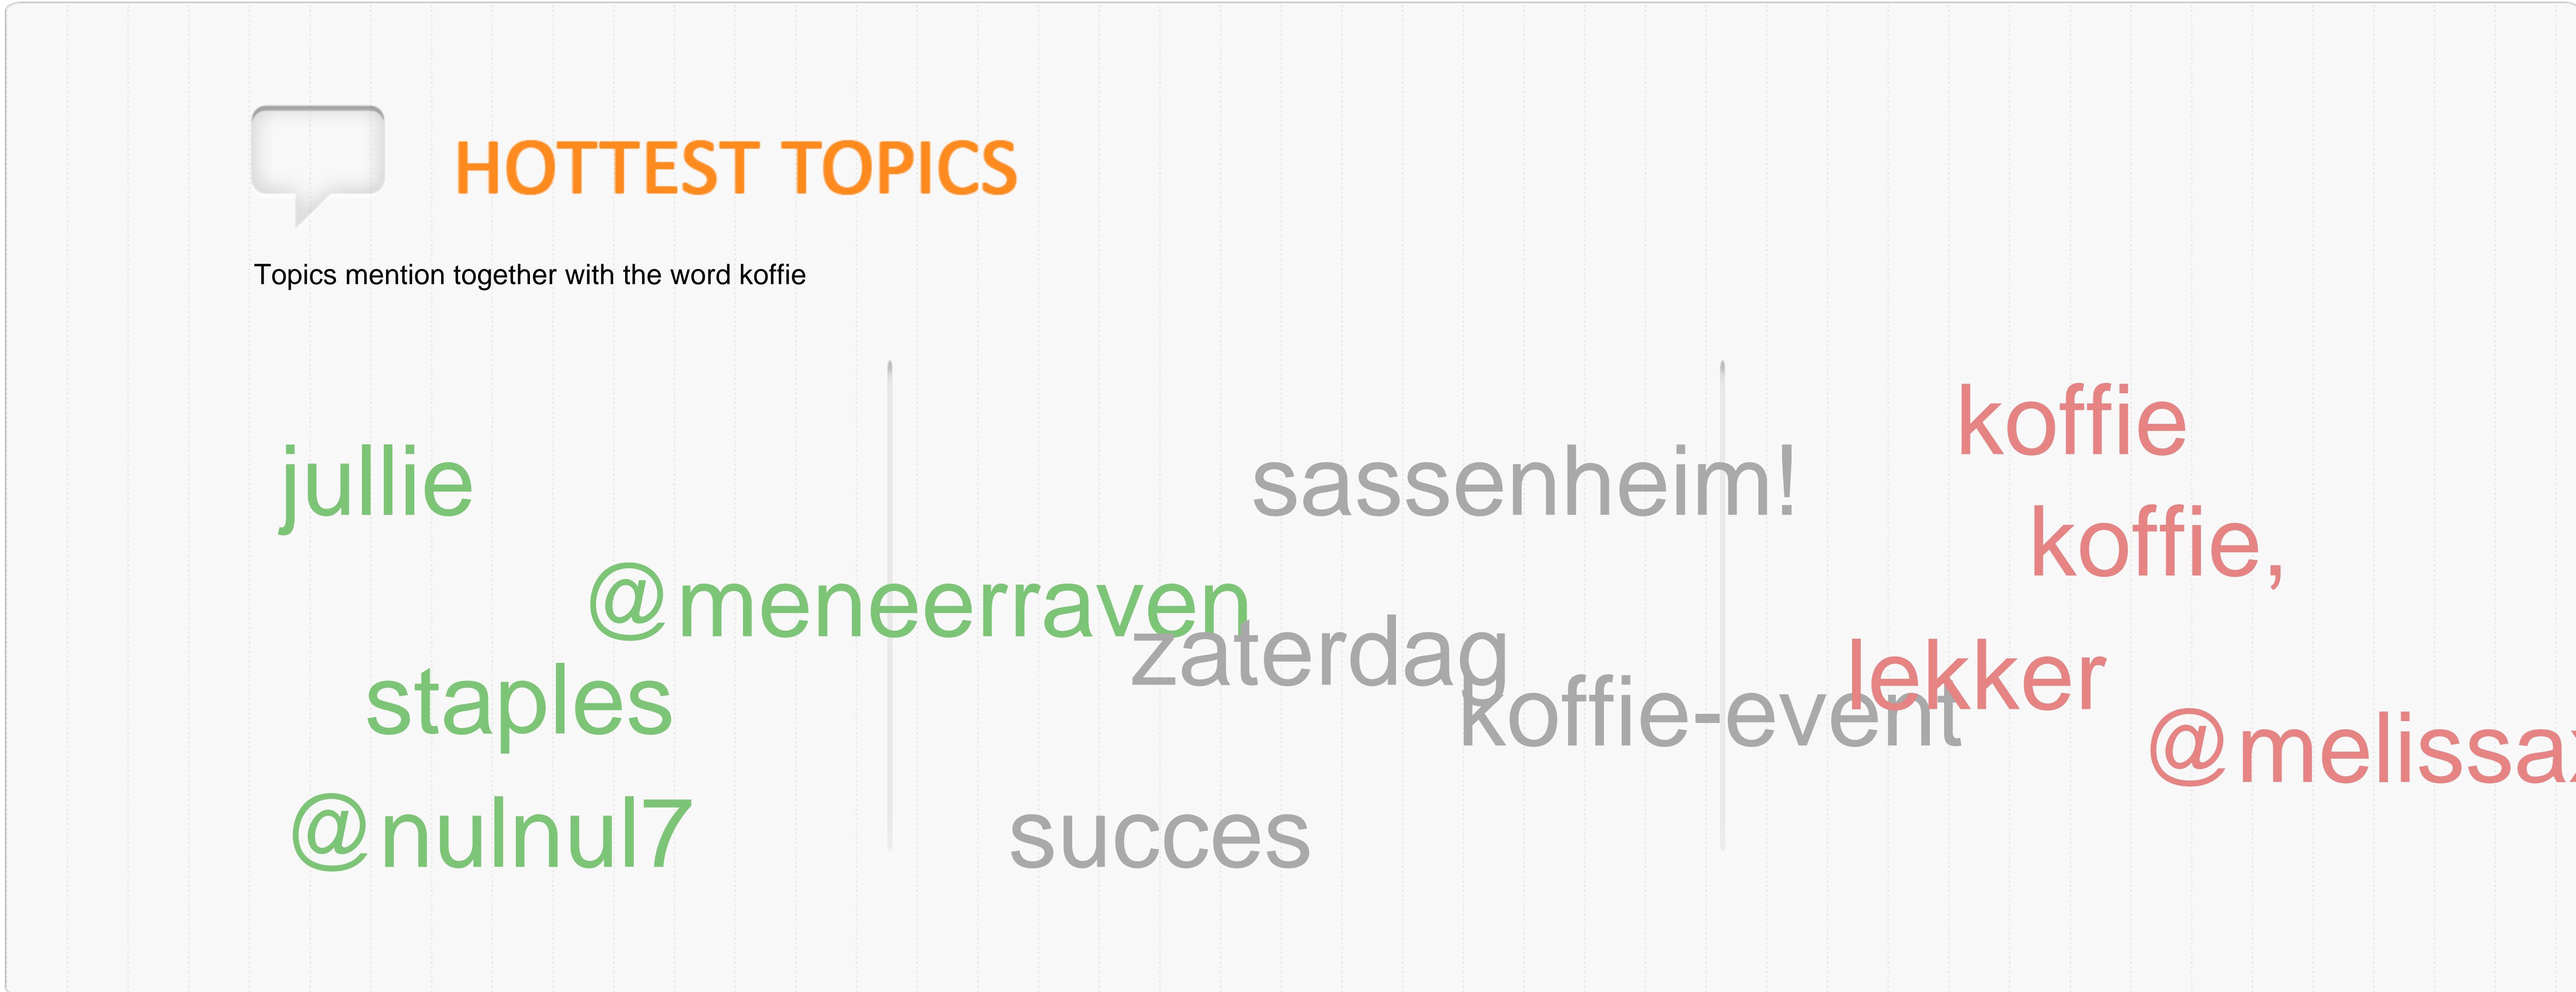 HOTTEST TOPICS
Topics mention together with the word koffie
jullie
@meneerraven
staples
@nulnul7
sassenheim!
zaterdag
koffie-event
succes
koffie
koffie,
lekker